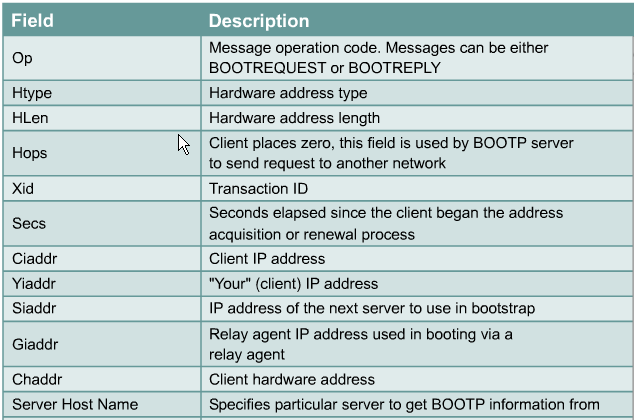 Field Description
Op Message operation code. Messages can be either
BOOTREQUEST or BOOTREPLY
Htype Hardware address type
HLen Hardware address length
Hops Client places zero, this field is used by BOOTP server
to send request to another network
Xid Transaction ID
Secs Seconds elapsed since the client began the address
acquisition or renewal process
Ciaddr Client IP address
Yiaddr "Your" (client) IP address
Siaddr IP address of the next server to use in bootstrap
Giaddr Relay agent IP address used in booting via a
relay agent
Chaddr Client hardware address
Server Host Name Specifies particular server to get BOOTP information from